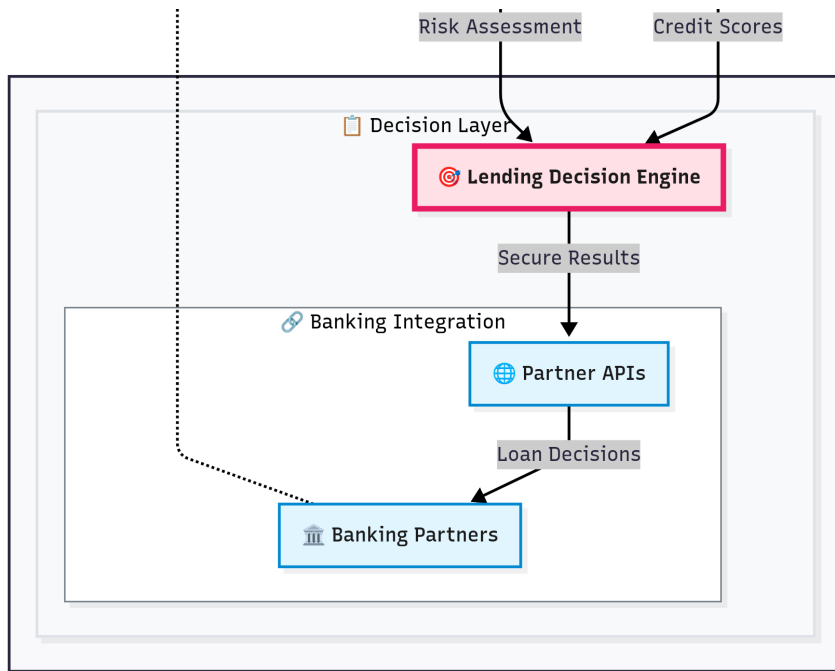 Risk Assessment
Credit Scores
📋 Decision Layer
🎯 Lending Decision Engine
Secure Results
🔗 Banking Integration
🌐 Partner APIs
Loan Decisions
🏛️ Banking Partners